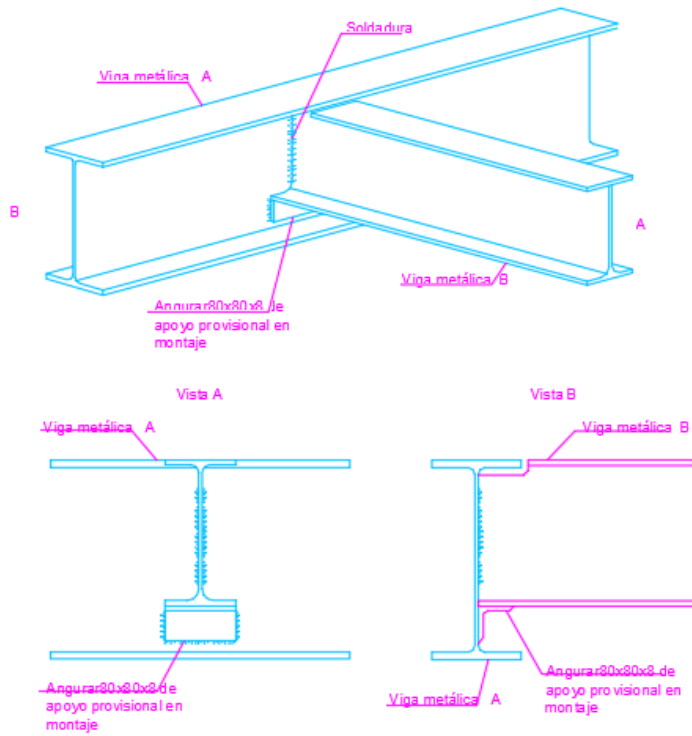 Soldadura
Viga metálica A
B
A
Viga metálica B
Angurar80x80x8 de
apoyo provisional en
montaje
Vista A
Vista B
Viga metálica A
Viga metálica B
Angurar80x80x8 de
apoyo provisional en
montaje
Viga metálica A
Angurar80x80x8 de
apoyo provisional en
montaje